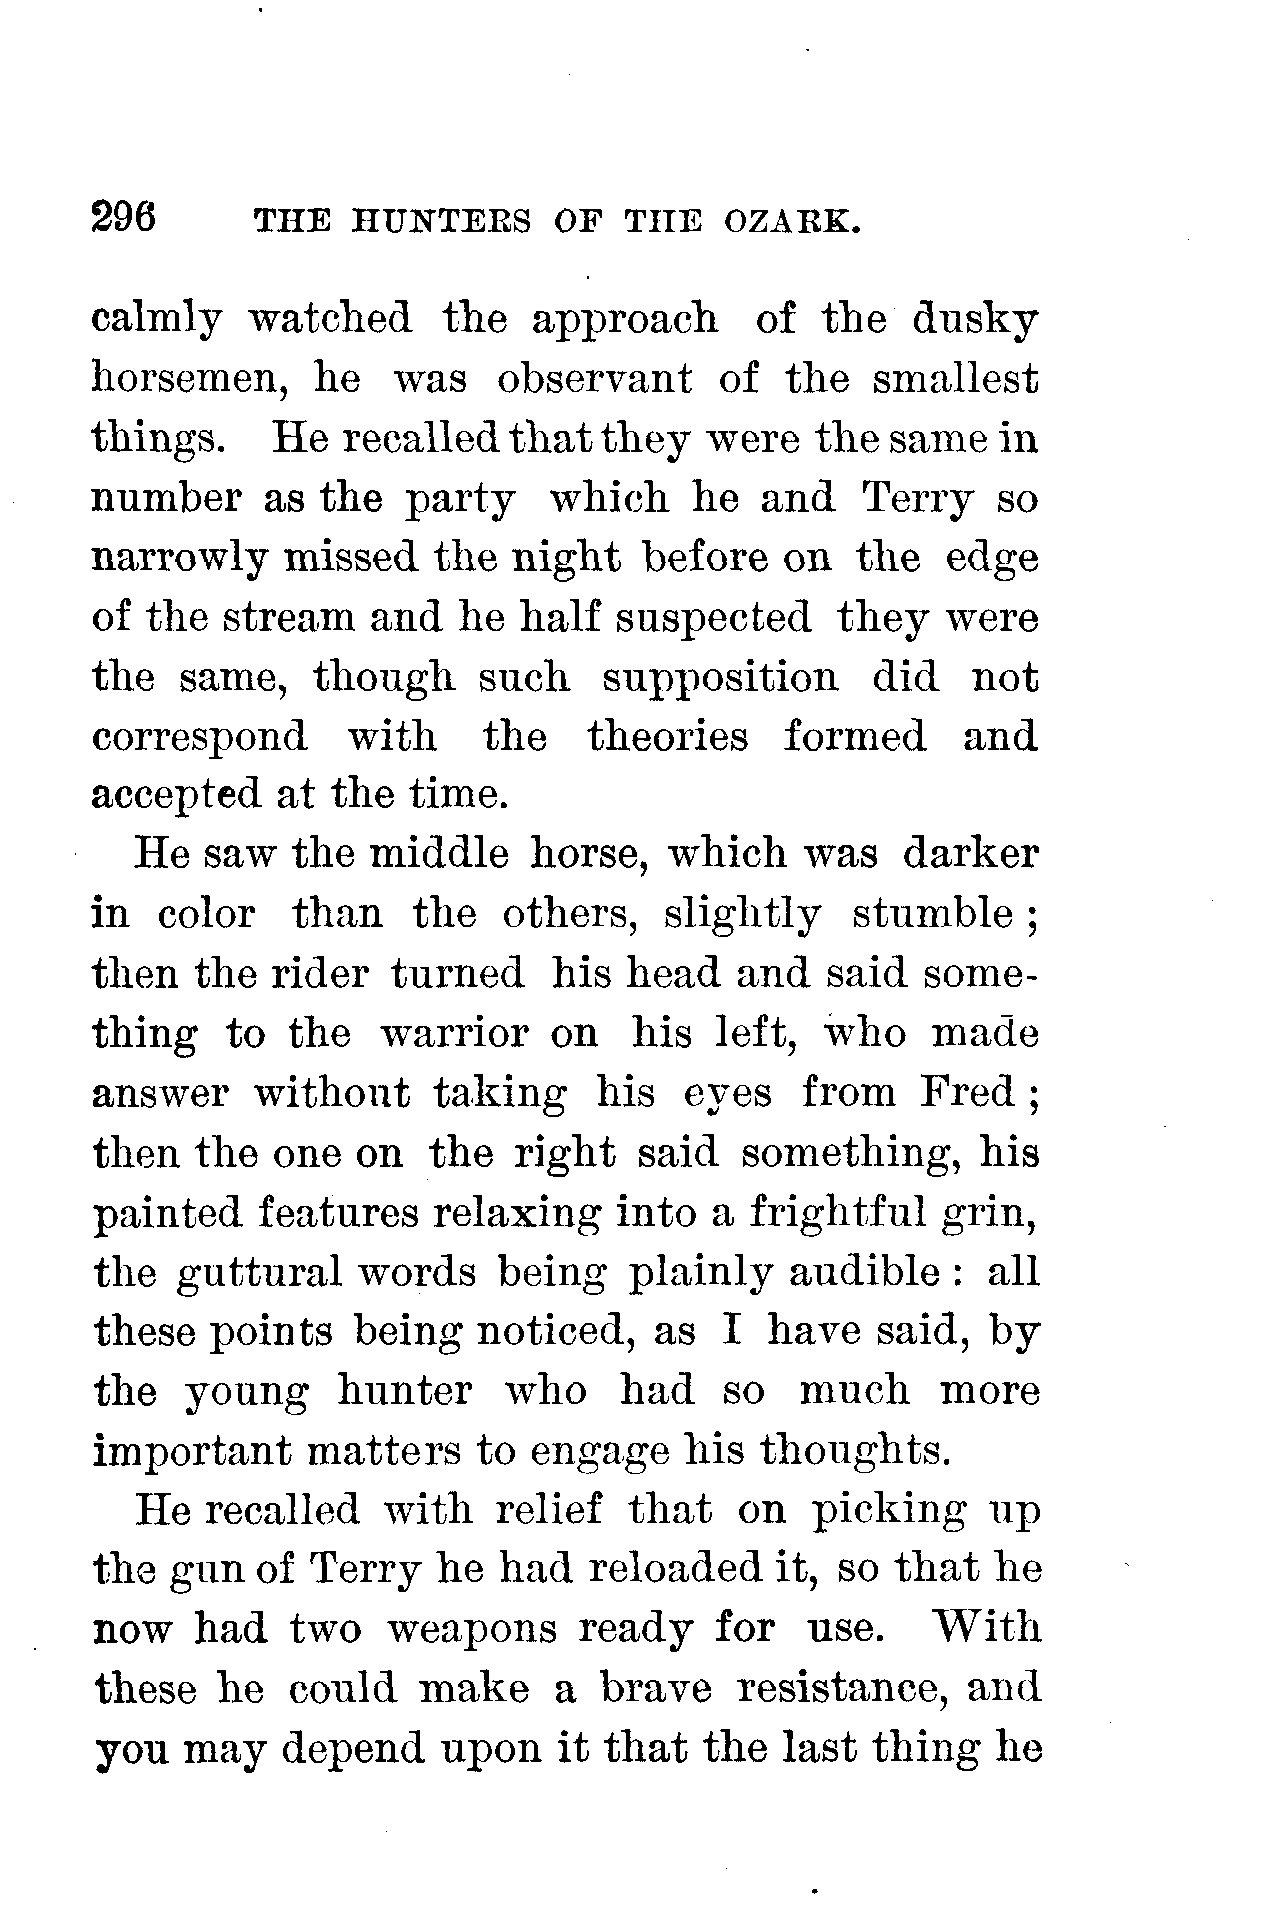 296 THE HUNTERS OF THE OZARK.
calmly watched the approach of the dusky
horsemen, he was observant of the smallest
things. He recalled that they were the same in
number as the party which he and Terry so
narrowly missed the night before on the edge
of the stream and he half suspected they were
the same, though such supposition did not
correspond with the theories formed and
accepted at the time.
He saw the middle horse, which was darker
in color than the others, slightly stumble ;
then the rider turned his head and said some-
thing to the warrior on his left, who made
answer without taking his eyes from Fred ;
then the one on the right said something, his
painted features relaxing into a frightful grin,
the guttural words being plainly audible : all
these points being noticed, as I have said, by
the young hunter who had so much more
important matters to engage his thoughts.
He recalled with relief that on picking up
the gun of Terry he had reloaded it, so that he
now had two weapons ready for use. With
these he could make a brave resistance, and
you may depend upon it that the last thing he